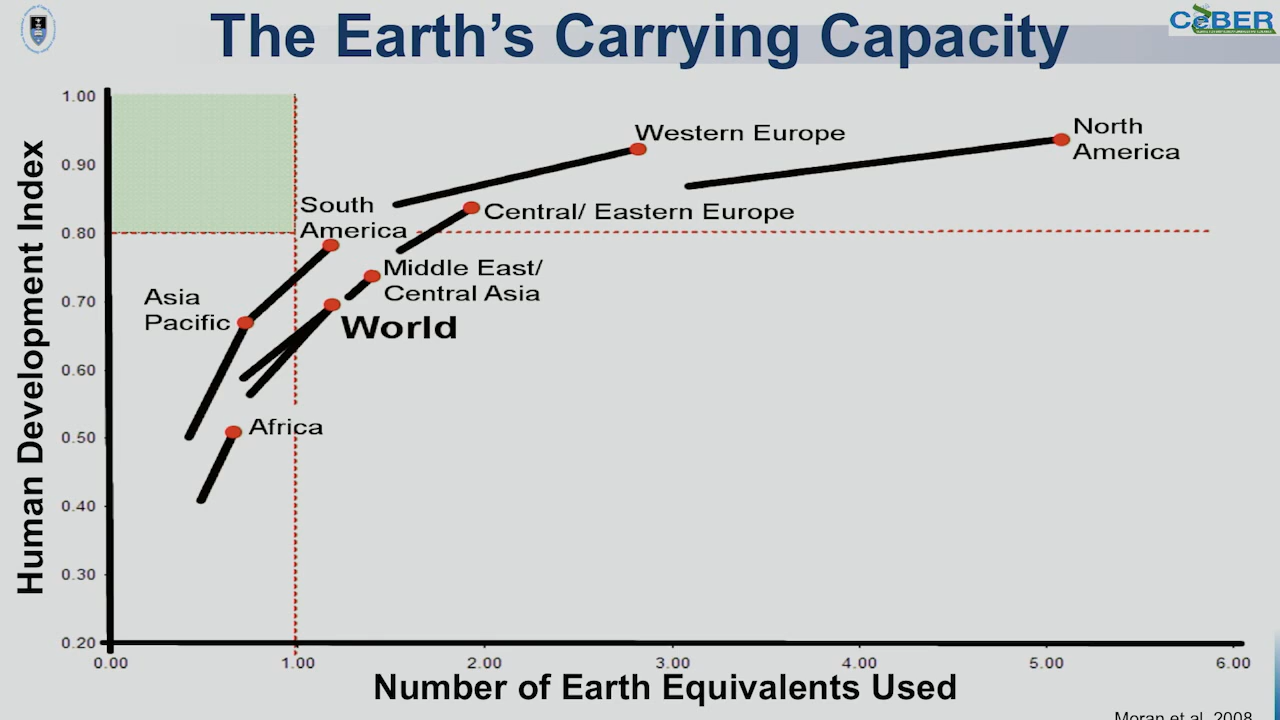 The Earth's Carrying Capacity
CeBER
Human Development Index
1.00
0.90
0.80
0.70
0.60
0.50
0.40
0.30
0.20
Western Europe
North
America
South
America
Central/ Eastern Europe
Middle East/
Central Asia
Asia
Pacific
World
Africa
0.00
1.00
2.00
3.00
4.00
5.00
6.00
Number of Earth Equivalents Used
Moran et al, 2008